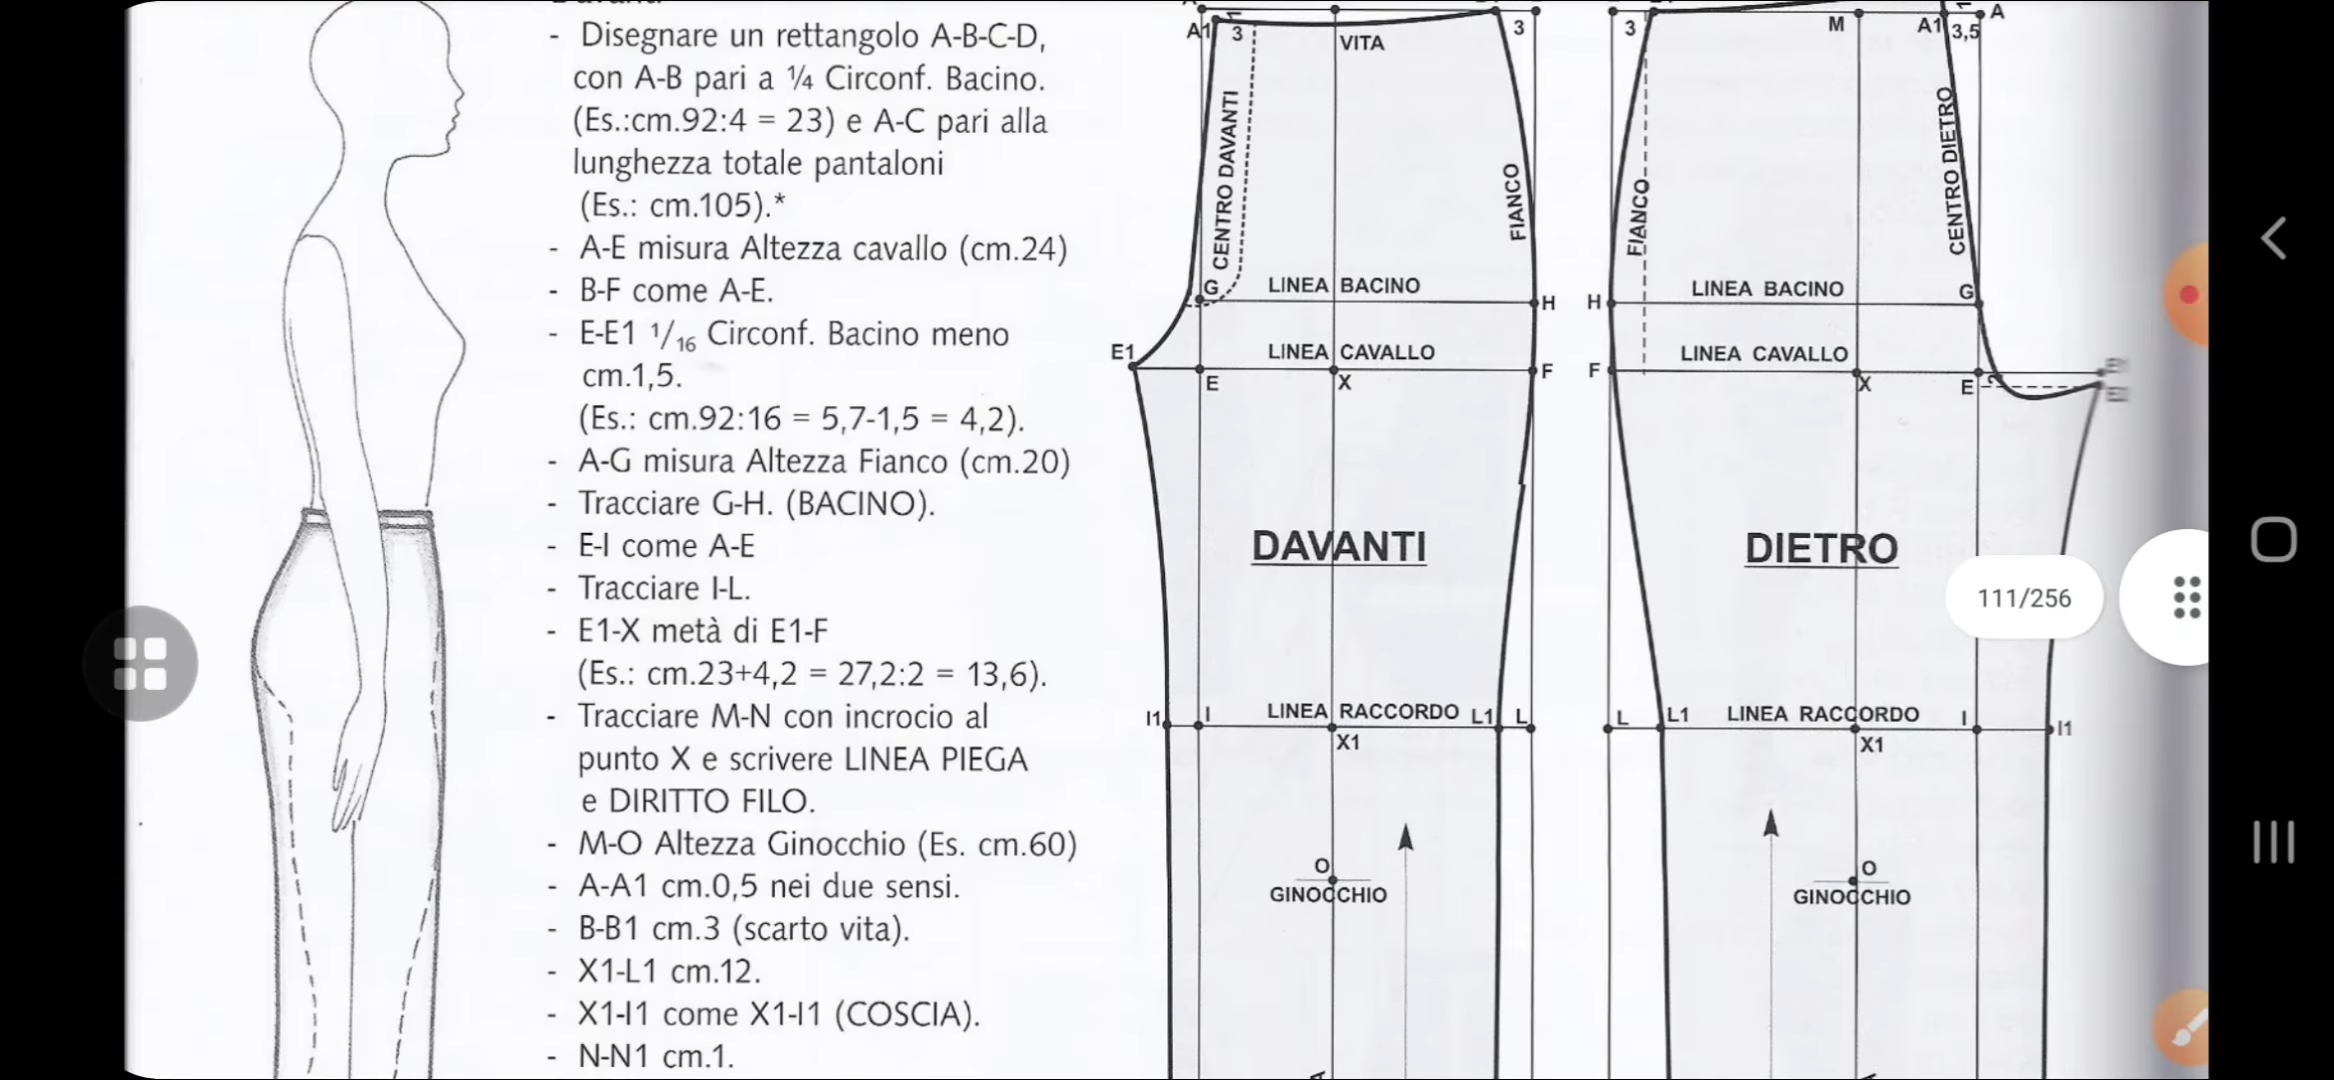 - Disegnare un rettangolo A-B-C-D,
con A-B pari a ¼ Circonf. Bacino.
(Es.:cm.92:4 = 23) e A-C pari alla
lunghezza totale pantaloni
(Es.: cm.105).*
- A-E misura Altezza cavallo (cm.24)
- B-F come A-E.
- E-E1 1/16 Circonf. Bacino meno
cm.1,5.
(Es.: cm.92:16 = 5,7-1,5 = 4,2).
- A-G misura Altezza Fianco (cm.20)
- Tracciare G-H. (BACINO).
- E-I come A-E
- Tracciare I-L.
- E1-X metà di E1-F
(Es.: cm.23+4,2 = 27,2:2 = 13,6).
- Tracciare M-N con incrocio al
punto X e scrivere LINEA PIEGA
e DIRITTO FILO.
- M-O Altezza Ginocchio (Es. cm.60)
- A-A1 cm.0,5 nei due sensi.
- B-B1 cm.3 (scarto vita).
- X1-L1 cm.12.
- X1-I1 come X1-I1 (COSCIA).
- N-N1 cm.1.
A1 3 1 VITA 3
CENTRO DAVANTI
FIANCO
G LINEA BACINO H
E1 LINEA CAVALLO
E X F
DAVANTI
I1 I LINEA RACCORDO L1 L
X1
O
GINOCCHIO
3 M A1 3,5 1 A
FIANCO
CENTRO DIETRO
H LINEA BACINO G
F LINEA CAVALLO
X E 2
DIETRO
L L1 LINEA RACCORDO I I1
X1
O
GINOCCHIO
111/256